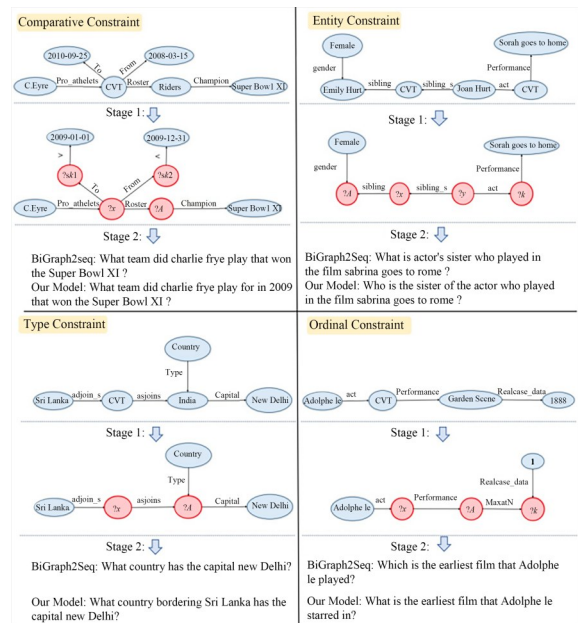 Comparative Constraint
2010-09-25
2008-03-15
To
From
C.Eyre
Pro_athelets
CVT
Roster
Riders
Champion
Super Bowl XI
Stage 1:
2009-01-01
2009-12-31
>
<
?sk1
?sk2
To
From
C.Eyre
Pro_athelets
?x
Roster
?A
Champion
Super Bowl XI
Stage 2:
BiGraph2seq: What team did charlie frye play that won
the Super Bowl XI ?
Our Model: What team did charlie frye play for in 2009
that won the Super Bowl XI ?
Entity Constraint
Female
Sorah goes to home
gender
Performance
Emily Hurt
sibling
CVT
sibling_s
Joan Hurt
act
CVT
Stage 1:
Female
Sorah goes to home
gender
Performance
?A
sibling
?x
sibling_s
?y
act
?k
Stage 2:
BiGraph2Seq: What is actor's sister who played in
the film sabrina goes to rome ?
Our Model: Who is the sister of the actor who played
in the film sabrina goes to rome ?
Type Constraint
Country
Type
Sri Lanka
adjoin_s
CVT
asjoins
India
Capital
New Delhi
Stage 1:
Country
Type
Sri Lanka
adjoin_s
?x
asjoins
?A
Capital
New Delhi
Stage 2:
BiGraph2Seq: What country has the capital new Delhi?
Our Model: What country bordering Sri Lanka has the
capital new Delhi?
Ordinal Constraint
Adolphe le
act
CVT
Performance
Garden Scene
Realcase_data
1888
Stage 1:
1
Realcase_data
Adolphe le
act
?x
Performance
?A
MaxatN
?k
Stage 2:
BiGraph2Seq: Which is the earliest film that Adolphe
le played?
Our Model: What is the earliest film that Adolphe le
starred in?